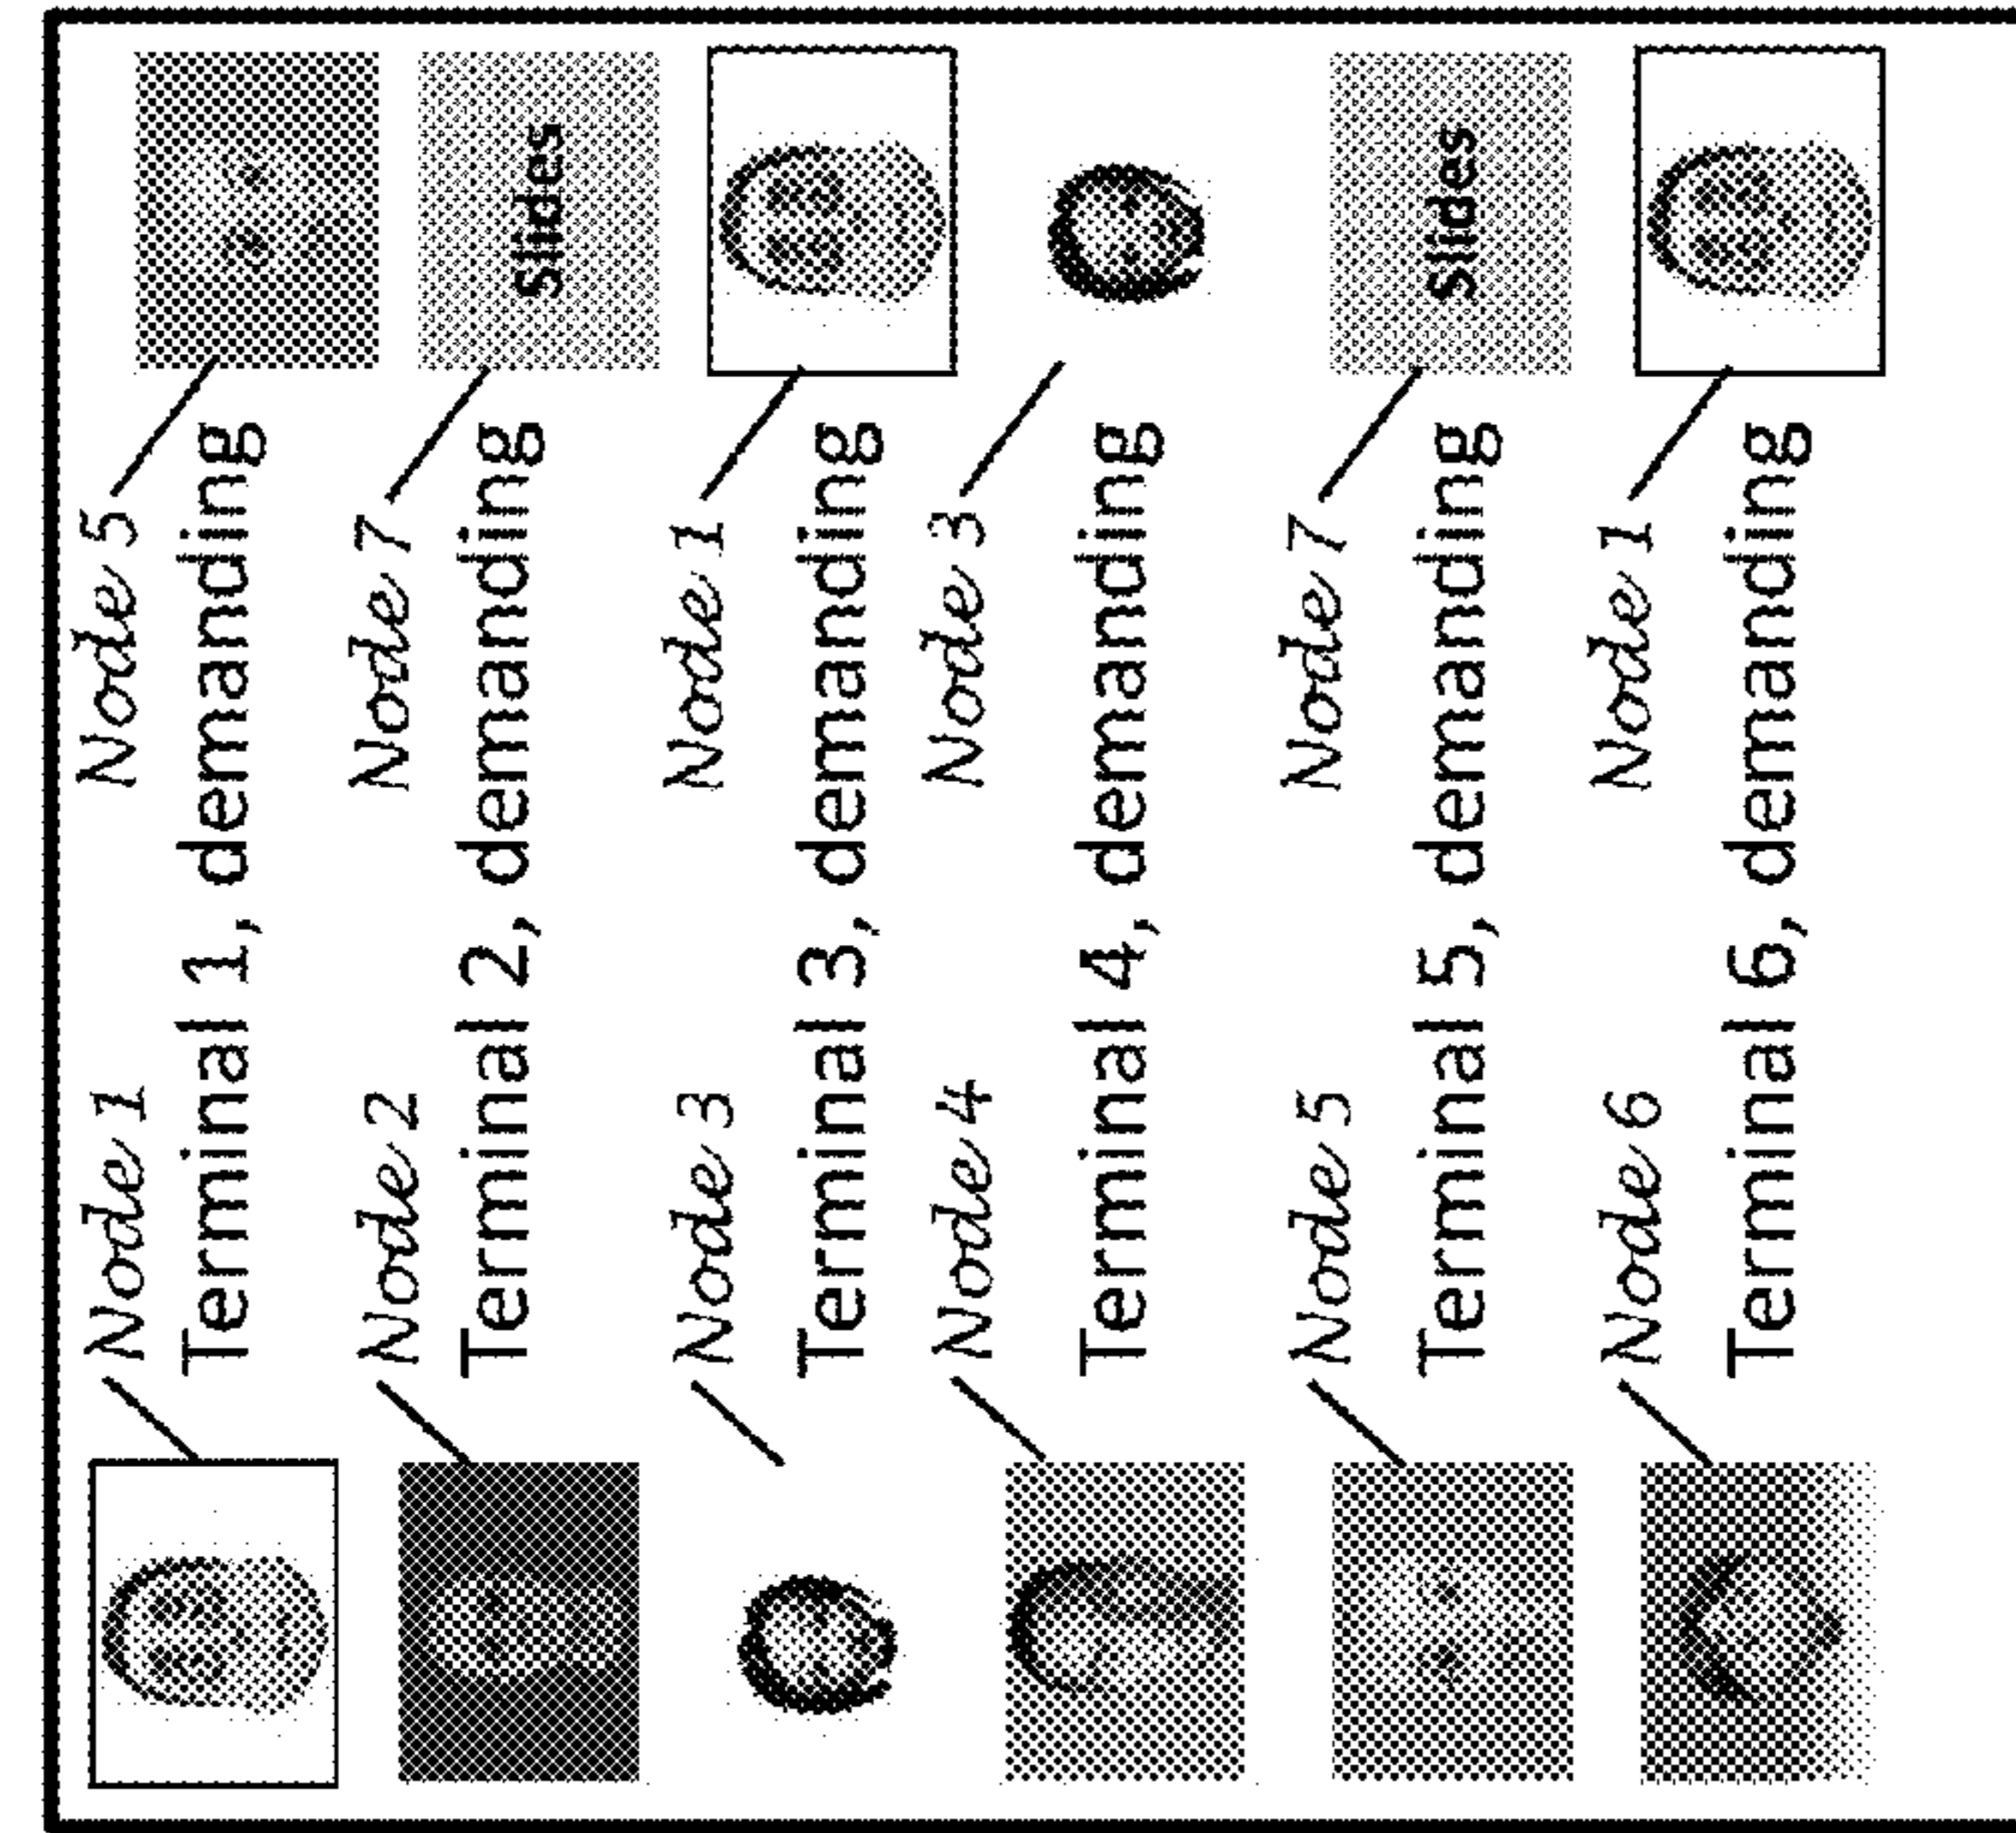 Node 1 Node 5
Terminal 1, demanding
Node 2 Node 7
Slides
Terminal 2, demanding
Node 3 Node 1
Terminal 3, demanding
Node 4 Node 3
Terminal 4, demanding
Node 5 Node 7
Slides
Terminal 5, demanding
Node 6 Node 1
Terminal 6, demanding